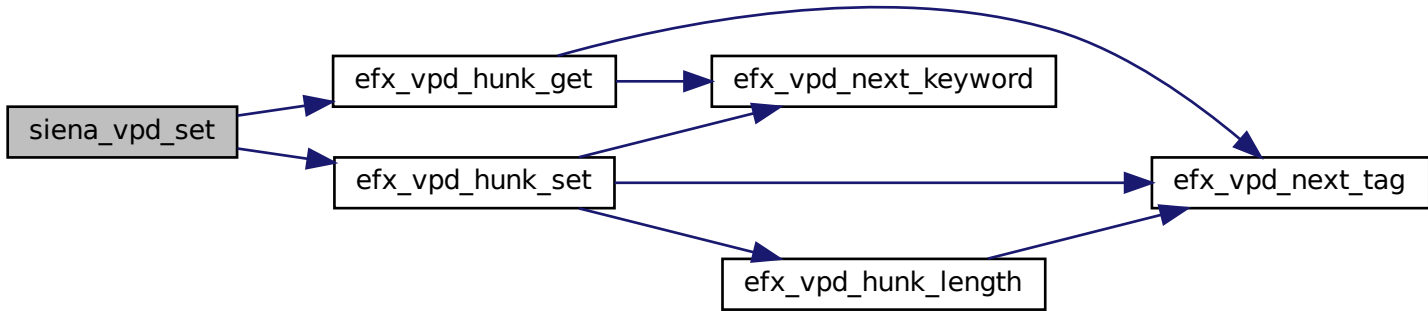 siena_vpd_set
efx_vpd_hunk_get
efx_vpd_hunk_set
efx_vpd_next_keyword
efx_vpd_hunk_length
efx_vpd_next_tag